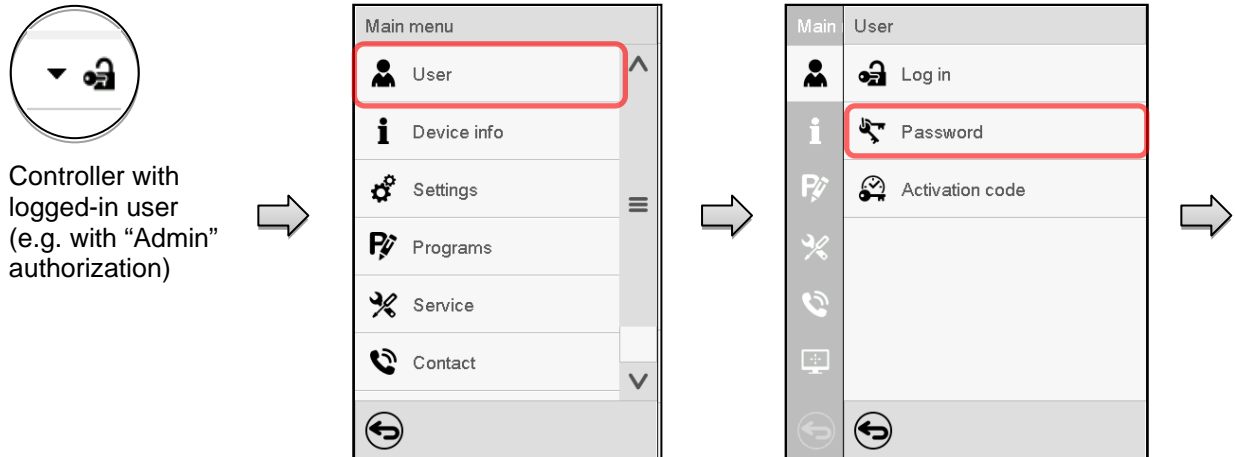 Controller with
logged-in user
(e.g. with “Admin”
authorization)
Main menu
User
Device info
Settings
Programs
Service
Contact
Main
User
Log in
Password
Activation code